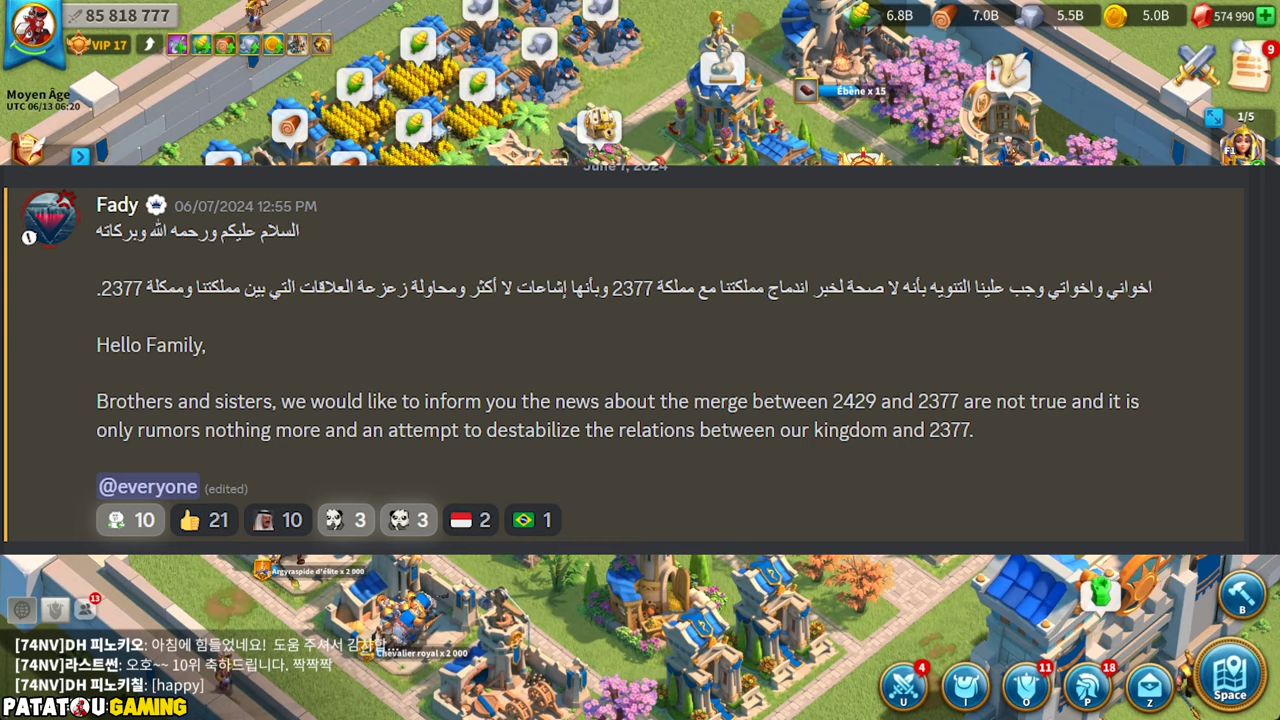 85 818 777
VIP 17
6.8B
7.0B
5.5B
5.0B
574 990
9
Moyen Âge
UTC 06/13 06:20
Ébène x 15
1/5
F1
June 7, 2024
Fady 06/07/2024 12:55 PM
السلام عليكم ورحمه الله وبركاته
اخواني واخواتي وجب علينا التنويه بأنه لا صحة لخبر اندماج مملكتنا مع مملكة 2377 وبأنها إشاعات لا أكثر ومحاولة زعزعة العلاقات التي بين مملكتنا وممكلة 2377.
Hello Family,
Brothers and sisters, we would like to inform you the news about the merge between 2429 and 2377 are not true and it is
only rumors nothing more and an attempt to destabilize the relations between our kingdom and 2377.
@everyone (edited)
10 21 10 3 3 2 1
Argyraspide d'élite x 2 000
B
13
[74NV]DH 피노키오: 아침에 힘들었네요! 도움 주셔서 감사합...
Chevalier royal x 2 000
[74NV]라스트썬: 오호~~ 10위 축하드립니다. 짝짝짝
[74NV]DH 피노키칠: [happy]
4 11 18
U I O P Z
Space
PATATOU GAMING